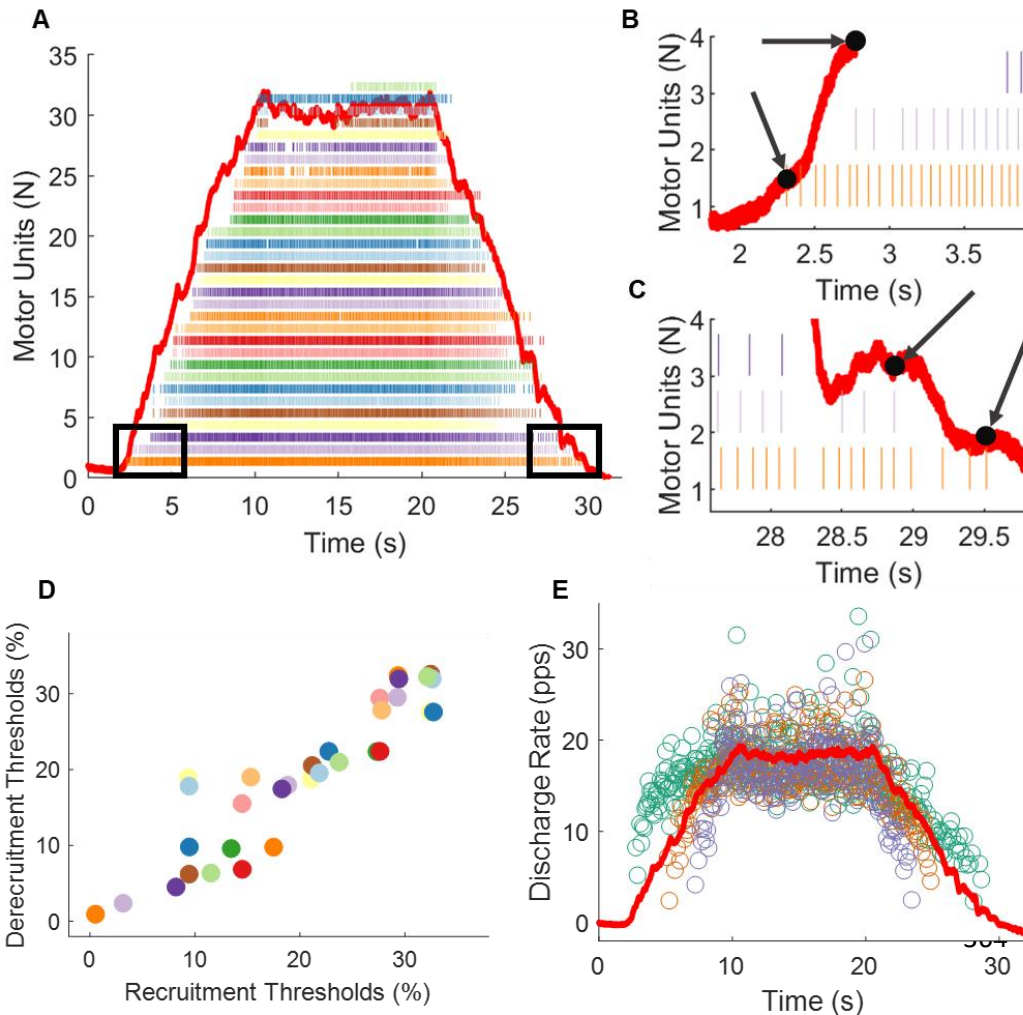 A
Motor Units (N)
35
30
25
20
15
10
5
0
0 5 10 15 20 25 30
Time (s)
B
Motor Units (N)
4
3
2
1
2 2.5 3 3.5
Time (s)
C
Motor Units (N)
4
3
2
1
28 28.5 29 29.5
Time (s)
D
Derecruitment Thresholds (%)
30
20
10
0
0 10 20 30
Recruitment Thresholds (%)
E
Discharge Rate (pps)
30
20
10
0
0 10 20 30
Time (s)